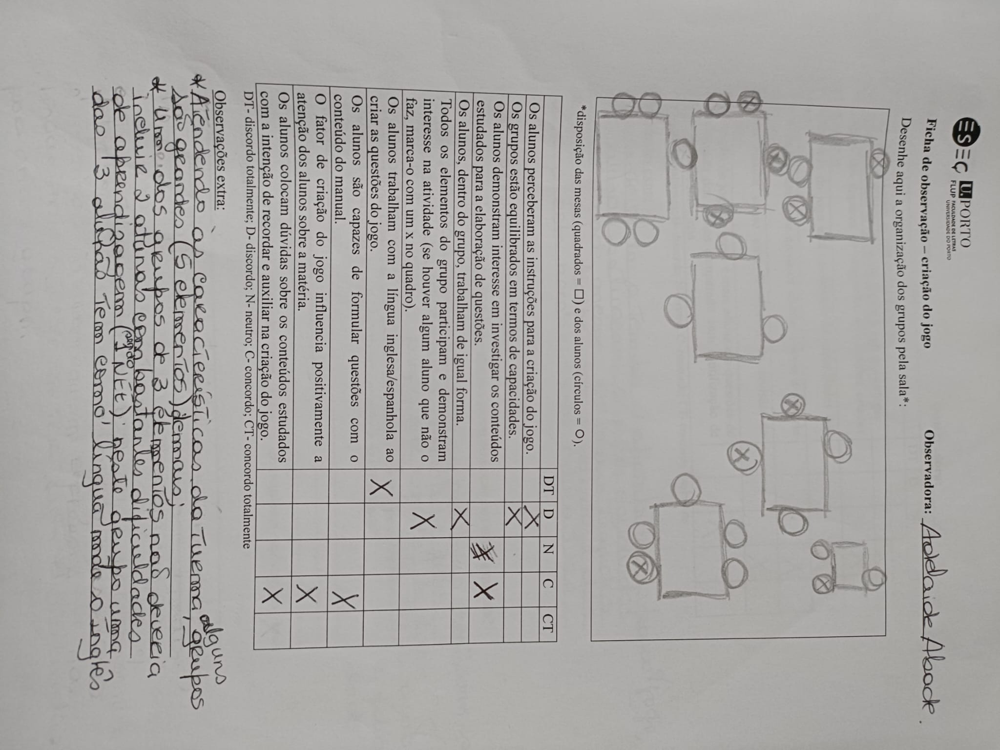 ESEÇ U.PORTO
FLUP FACULDADE DE LETRAS
UNIVERSIDADE DO PORTO
Ficha de observação – criação do jogo Observadora: Adelaide Abade.
Desenhe aqui a organização dos grupos pela sala*:
*disposição das mesas (quadrados = □) e dos alunos (círculos = O).
DT D N C CT
Os alunos perceberam as instruções para a criação do jogo. X
Os grupos estão equilibrados em termos de capacidades. X
Os alunos demonstram interesse em investigar os conteúdos
estudados para a elaboração de questões. X
Os alunos, dentro do grupo, trabalham de igual forma. X
Todos os elementos do grupo participam e demonstram
interesse na atividade (se houver algum aluno que não o
faz, marca-o com um x no quadro). X
Os alunos trabalham com a língua inglesa/espanhola ao
criar as questões do jogo. X
Os alunos são capazes de formular questões com o
conteúdo do manual. X
O fator de criação do jogo influencia positivamente a
atenção dos alunos sobre a matéria. X
Os alunos colocam dúvidas sobre os conteúdos estudados
com a intenção de recordar e auxiliar na criação do jogo. X
DT- discordo totalmente; D- discordo; N- neutro; C- concordo; CT- concordo totalmente
Observações extra:
* Atendendo às características da turma, alguns grupos
são grandes (5 elementos) demais;
* Um dos grupos de 3 elementos não deveria
incluir 2 alunas com bastantes dificuldades
de aprendizagem (sendo 1 NEE); neste grupo uma
das 3 não tem como língua mãe o inglês